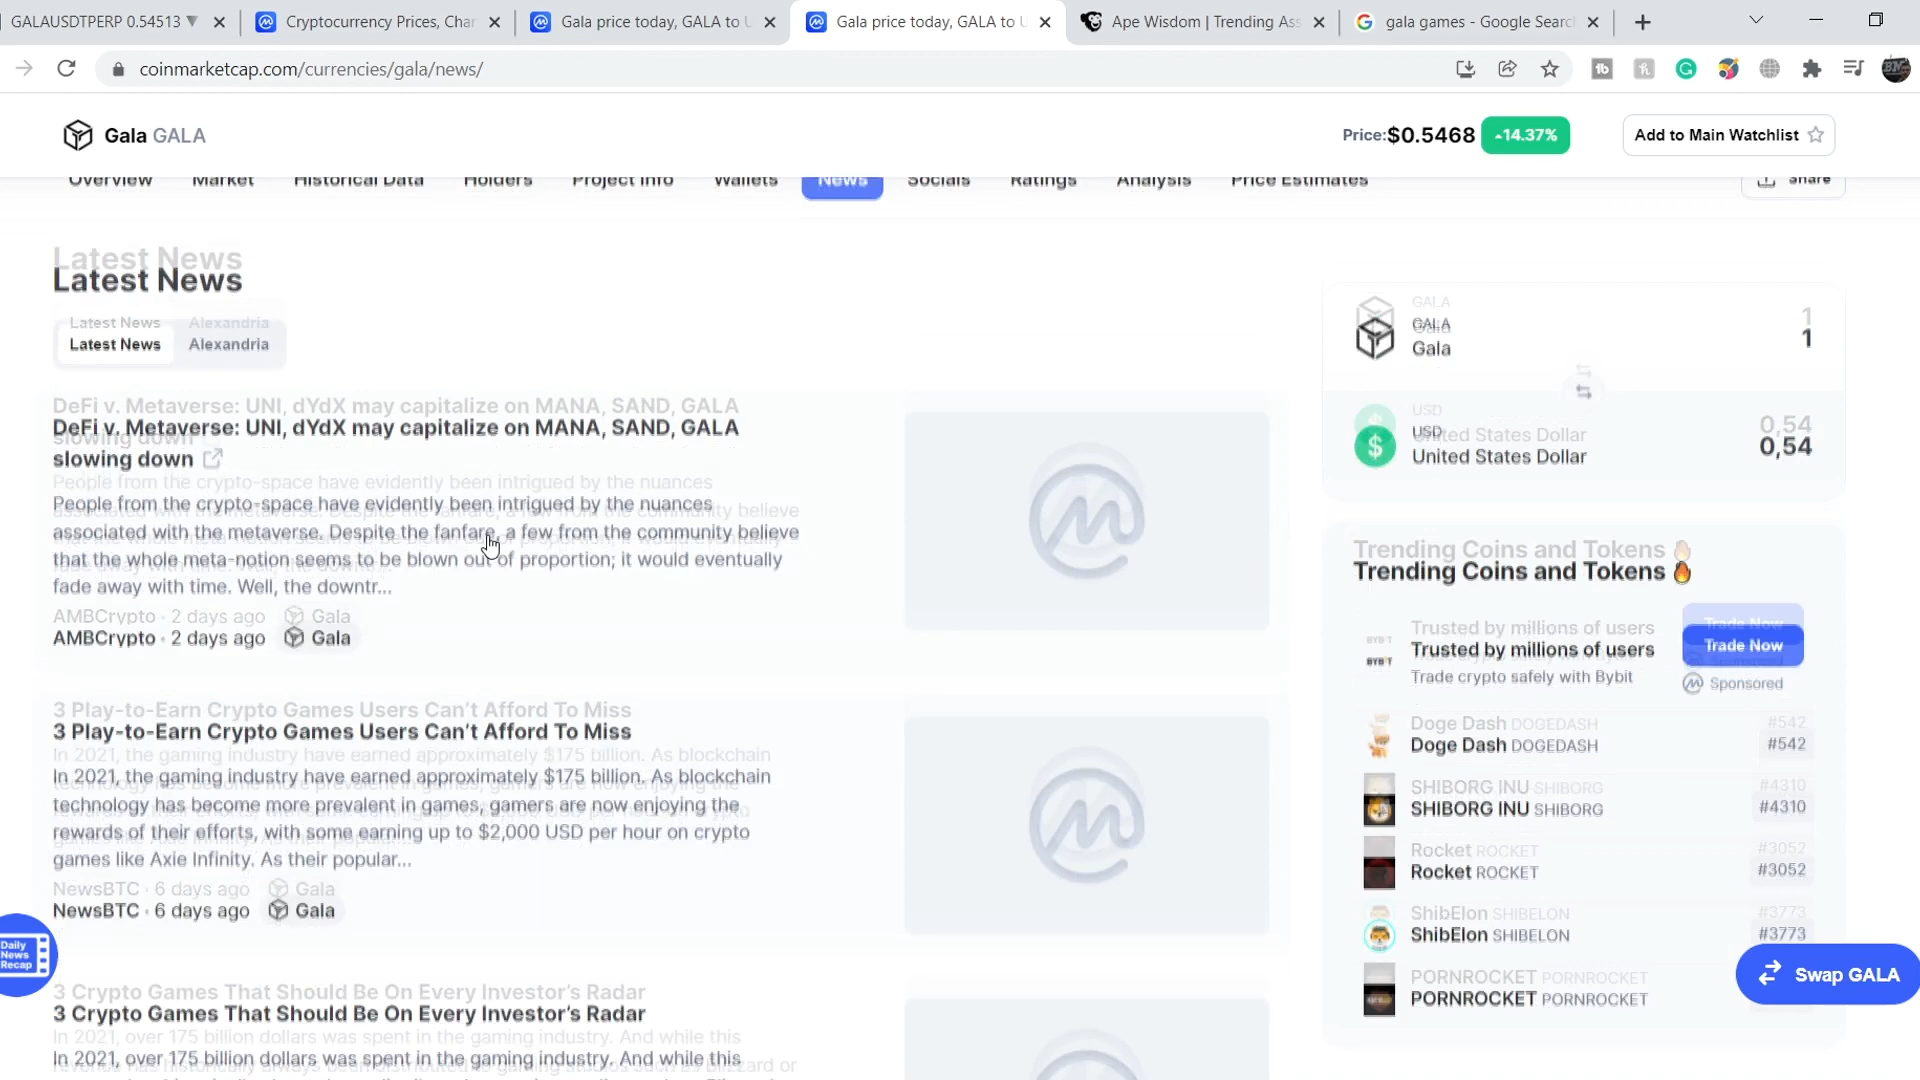 GALAUSDTPERP 0.54513 ▼
Cryptocurrency Prices, Char
Gala price today, GALA to U
Gala price today, GALA to U
Ape Wisdom | Trending Ass
gala games - Google Search
coinmarketcap.com/currencies/gala/news/
Gala GALA
Price:$0.5468
14.37%
Add to Main Watchlist
Overview Market Historical Data Holders Project Info Wallets News Socials Ratings Analysis Price Estimates
Share
Latest News
Latest News Alexandria
DeFi v. Metaverse: UNI, dYdX may capitalize on MANA, SAND, GALA
slowing down
People from the crypto-space have evidently been intrigued by the nuances
associated with the metaverse. Despite the fanfare, a few from the community believe
that the whole meta-notion seems to be blown out of proportion; it would eventually
fade away with time. Well, the downtr...
AMBCrypto · 2 days ago Gala
3 Play-to-Earn Crypto Games Users Can’t Afford To Miss
In 2021, the gaming industry have earned approximately $175 billion. As blockchain
technology has become more prevalent in games, gamers are now enjoying the
rewards of their efforts, with some earning up to $2,000 USD per hour on crypto
games like Axie Infinity. As their popular...
NewsBTC · 6 days ago Gala
3 Crypto Games That Should Be On Every Investor’s Radar
In 2021, over 175 billion dollars was spent in the gaming industry. And while this
Daily
News
Recap
GALA
Gala
1
USD
United States Dollar
0,54
Trending Coins and Tokens 🔥
BYBIT
Trusted by millions of users
Trade crypto safely with Bybit
Trade Now
Sponsored
Doge Dash DOGEDASH #542
SHIBORG INU SHIBORG #4310
Rocket ROCKET #3052
ShibElon SHIBELON #3773
PORNROCKET PORNROCKET
Swap GALA